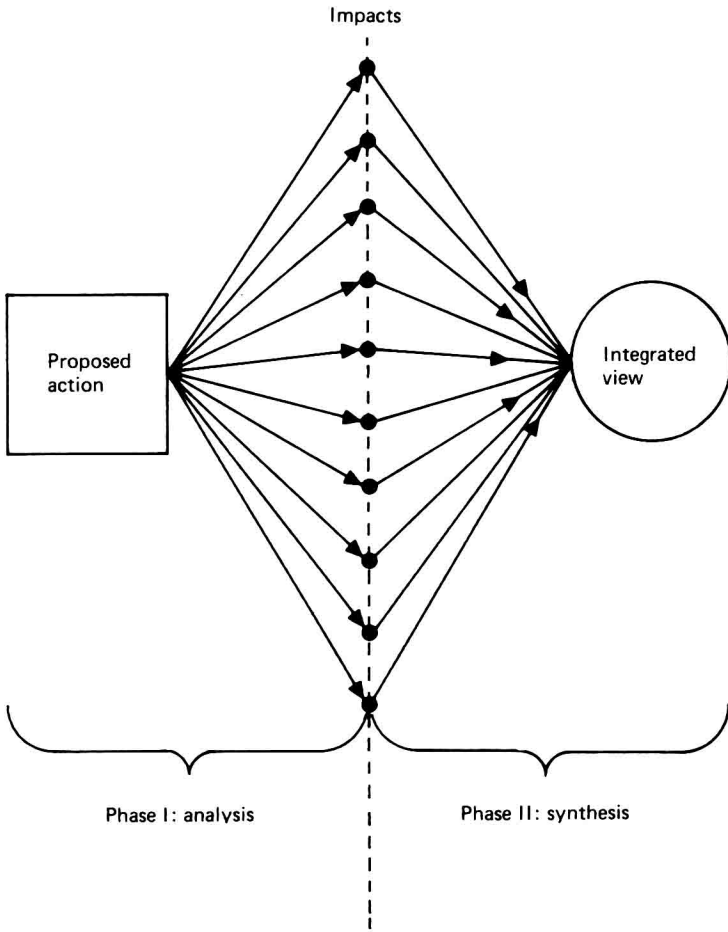 Impacts
Proposed
action
Integrated
view
Phase I: analysis
Phase II: synthesis